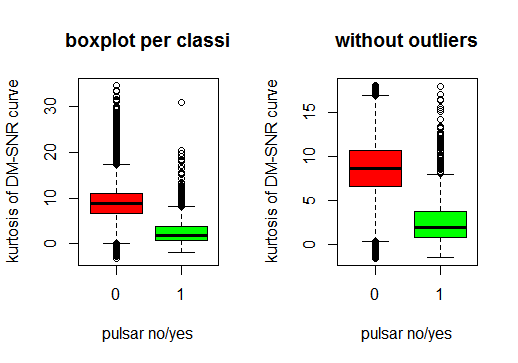 boxplot per classi
kurtosis of DM-SNR curve
30
20
10
0
0 1
pulsar no/yes
without outliers
kurtosis of DM-SNR curve
15
10
5
0
0 1
pulsar no/yes